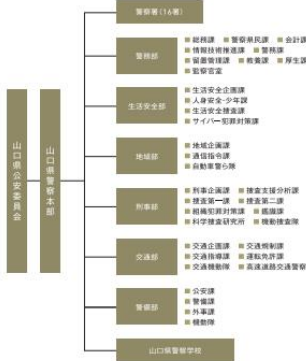 警察署(16署)
山口県公安委員会
山口県警察本部
警務部
■総務課 ■警察県民課 ■会計課
■情報技術推進課 ■警務課
■留置管理課 ■教養課 ■厚生課
■監察官室
生活安全部
■生活安全企画課
■人身安全・少年課
■生活安全捜査課
■サイバー犯罪対策課
地域部
■地域企画課
■通信指令課
■自動車警ら隊
刑事部
■刑事企画課 ■捜査支援分析課
■捜査第一課 ■捜査第二課
■組織犯罪対策課 ■鑑識課
■科学捜査研究所 ■機動捜査隊
交通部
■交通企画課 ■交通規制課
■交通指導課 ■運転免許課
■交通機動隊 ■高速道路交通警察
警備部
■公安課
■警備課
■外事課
■機動隊
山口県警察学校